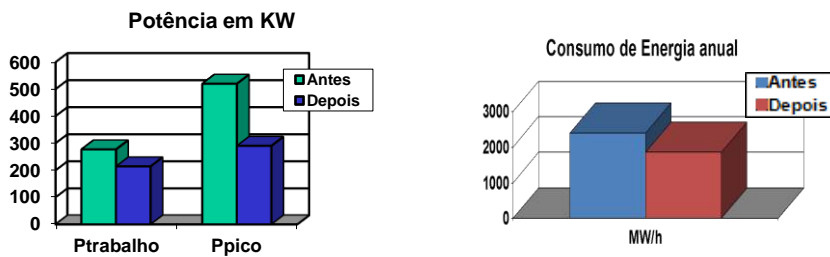 Potência em KW
600
500
400
300
200
100
0
Ptrabalho
Ppico
Antes
Depois
Consumo de Energia anual
3000
2000
1000
0
MW/h
Antes
Depois